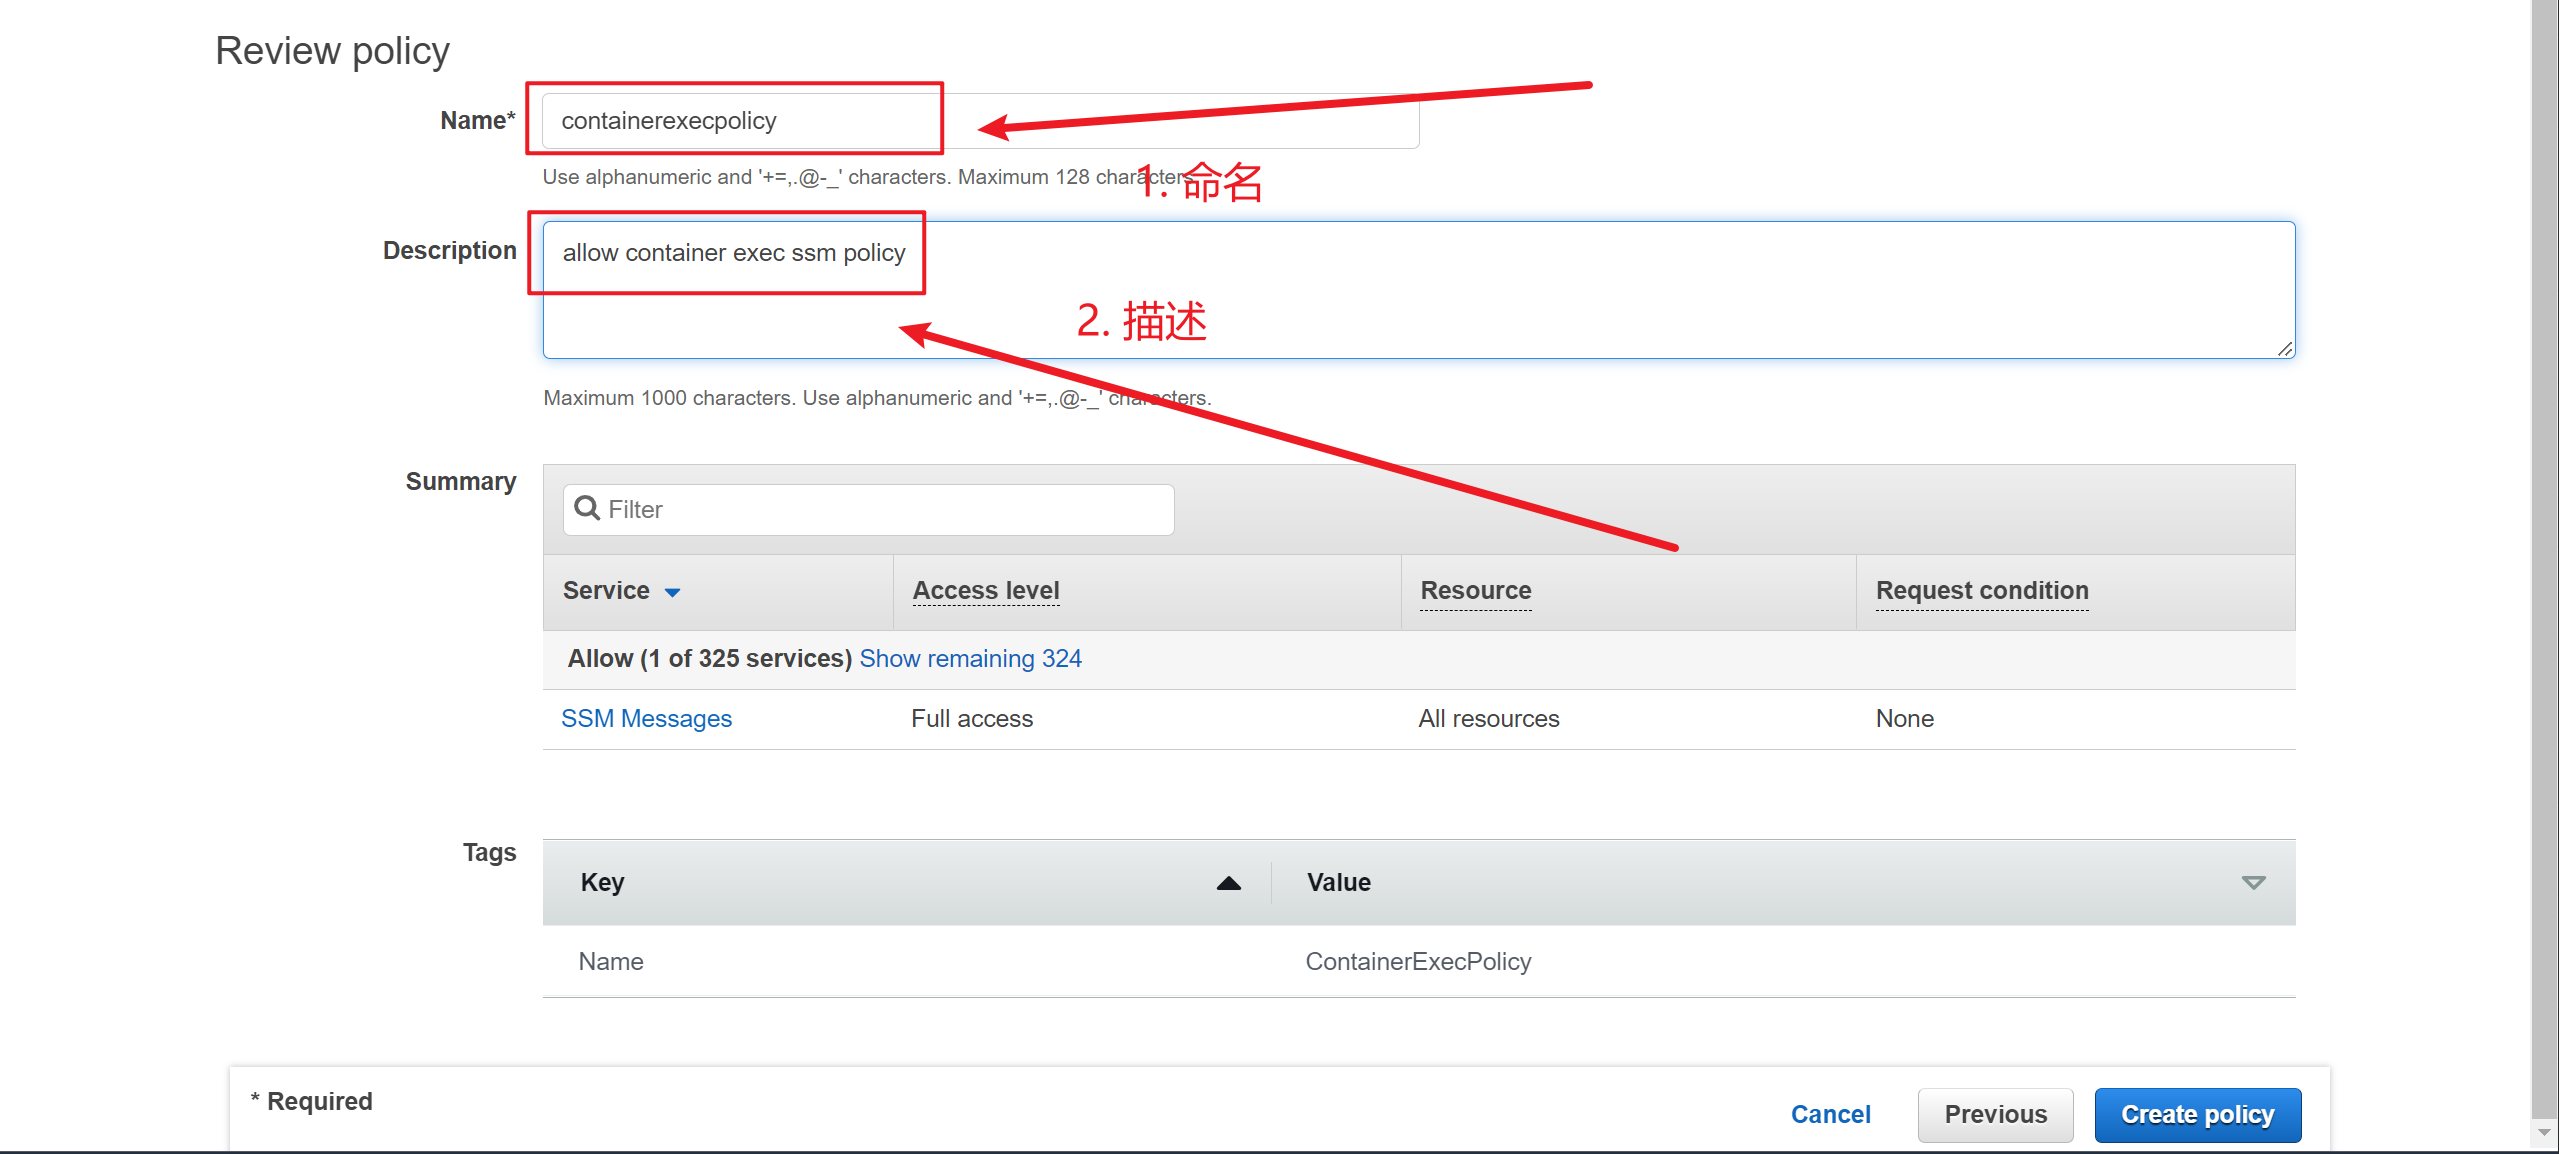 Review policy
Name* containerexecpolicy
Use alphanumeric and '+=,.@-_' characters. Maximum 128 characters.
1. 命名
Description allow container exec ssm policy
2. 描述
Maximum 1000 characters. Use alphanumeric and '+=,.@-_' characters.
Summary Filter
Service Access level Resource Request condition
Allow (1 of 325 services) Show remaining 324
SSM Messages Full access All resources None
Tags
Key Value
Name ContainerExecPolicy
* Required Cancel Previous Create policy